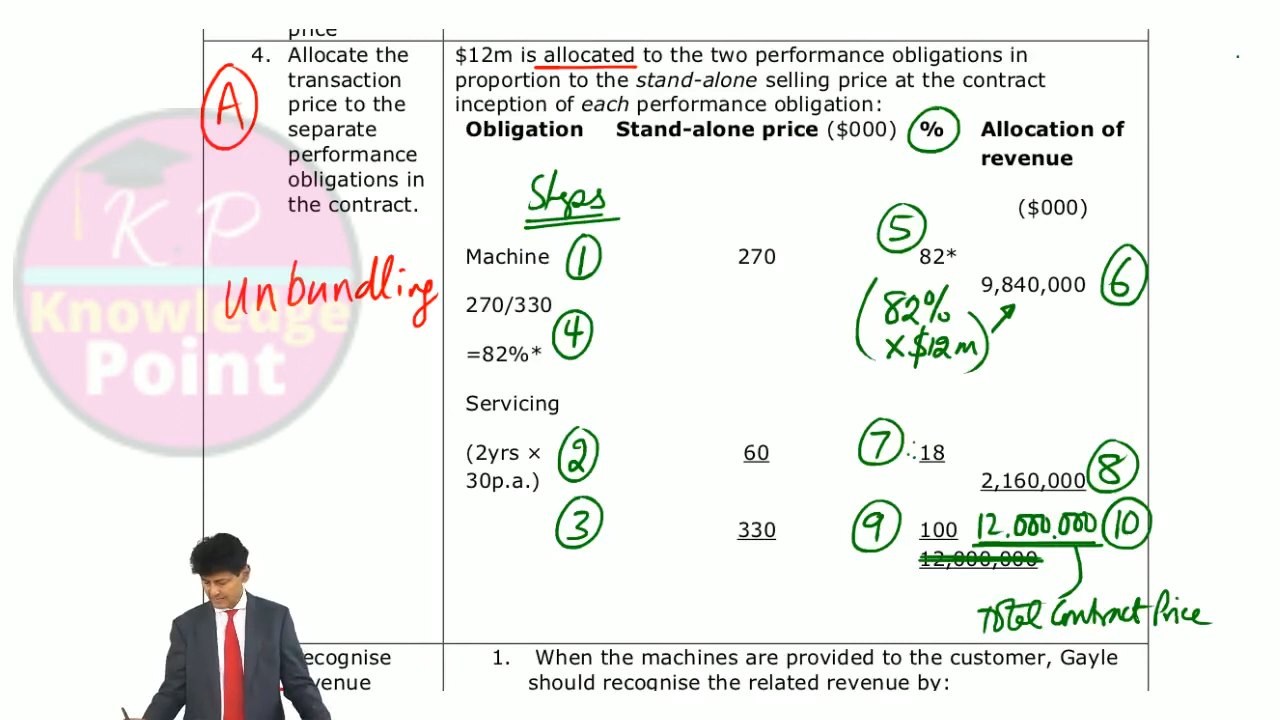 price
4. Allocate the transaction price to the separate performance obligations in the contract.
A
K P
Knowledge
Point
unbundling
$12m is allocated to the two performance obligations in
proportion to the stand-alone selling price at the contract
inception of each performance obligation:
Obligation Stand-alone price ($000) % Allocation of
revenue
Steps
($000)
5
Machine 1 270 82*
9,840,000 6
270/330
(82%
x $12m)
4
=82%*
Servicing
(2yrs × 2 60 7 ∴ 18
30p.a.) 2,160,000 8
3 330 9 100 12.000.000 10
12,000,000
Total Contract Price
ecognise
venue
1. When the machines are provided to the customer, Gayle
should recognise the related revenue by: